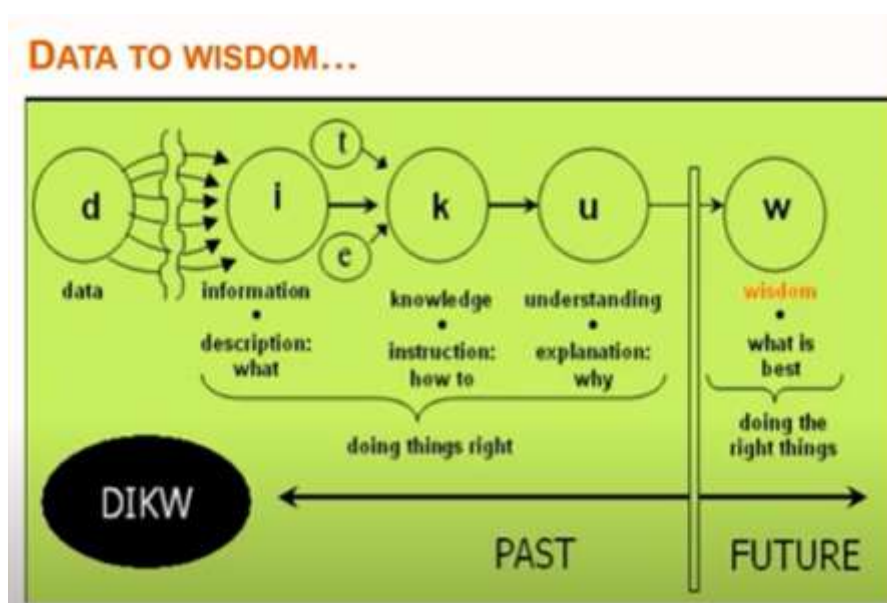 DATA TO WISDOM...
d
i
t
e
k
u
w
data
information
•
description:
what
knowledge
•
instruction:
how to
understanding
•
explanation:
why
wisdom
•
what is
best
doing things right
doing the
right things
DIKW
PAST
FUTURE